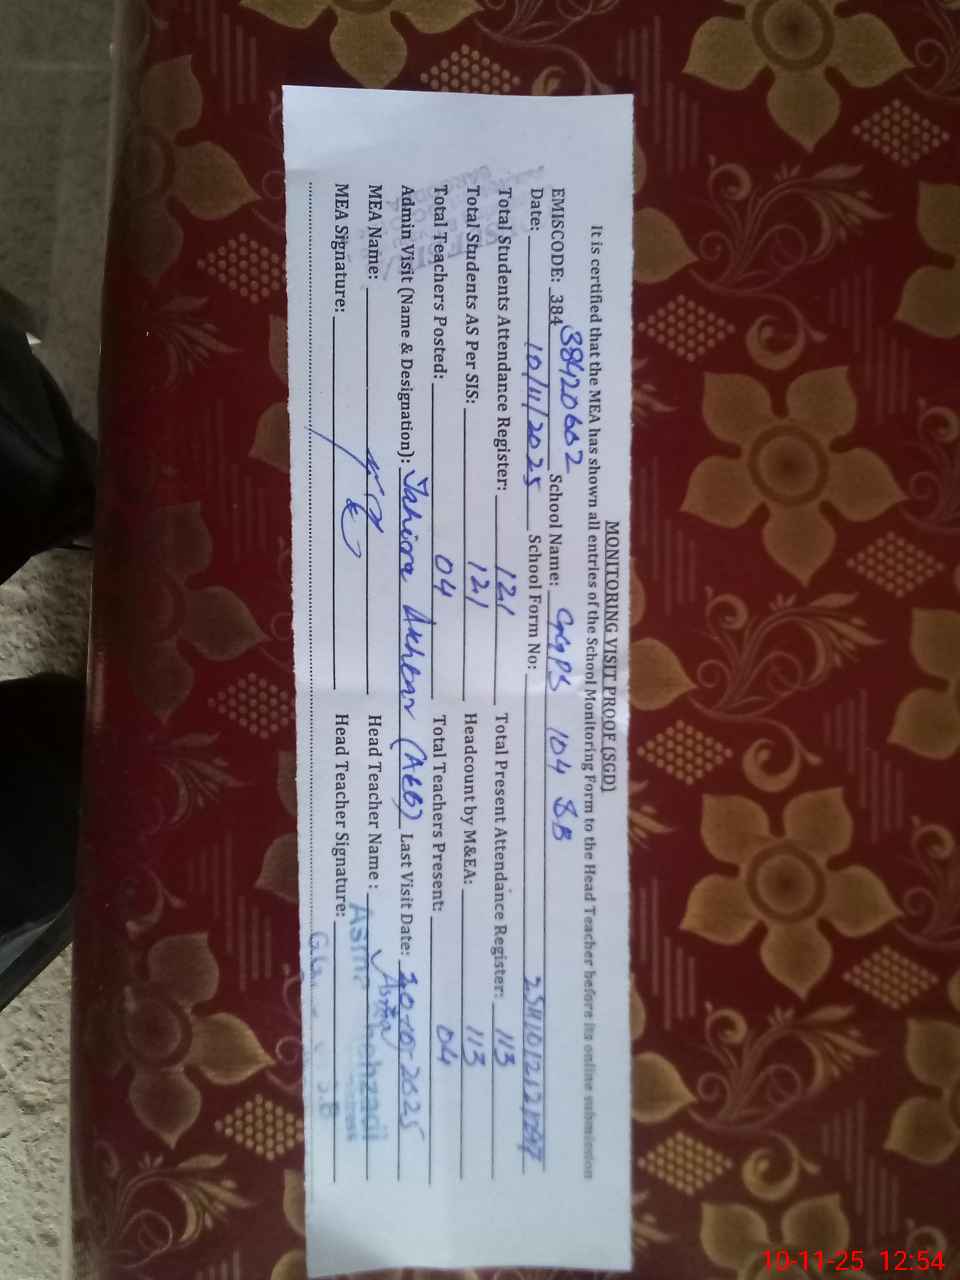 MONITORING VISIT PROOF (SGD)
It is certified that the MEA has shown all entries of the School Monitoring Form to the Head Teacher before its online submission
EMISCODE: 384 38420602 School Name: GGPS 104 SB
Date: 10/11/2025 School Form No:
Total Students Attendance Register: 121 Total Present Attendance Register: 113
Total Students AS Per SIS: 121 Headcount by M&EA: 113
Total Teachers Posted: 04 Total Teachers Present: 04
Admin Visit (Name & Designation): (AEO) Last Visit Date: 30-10-2025
MEA Name: Head Teacher Name : Asma
MEA Signature: Head Teacher Signature:
10-11-25 12:54